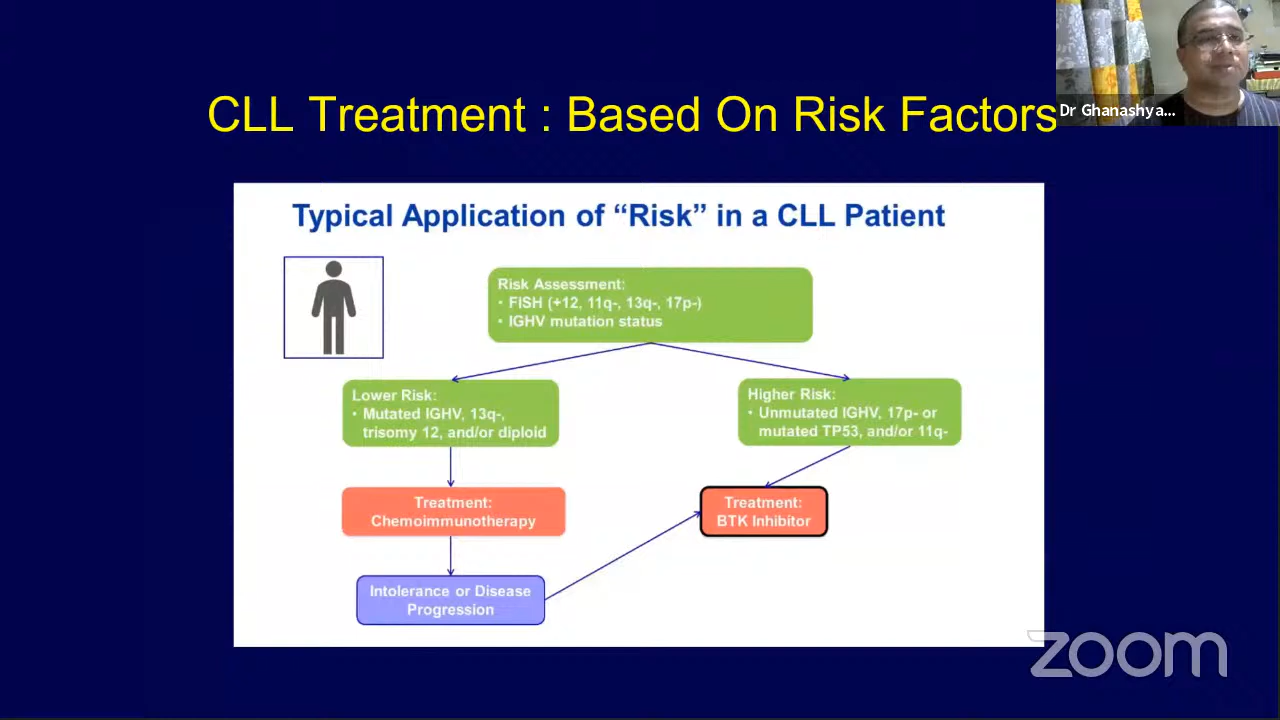 CLL Treatment : Based On Risk Factors
Dr Ghanashya...
Typical Application of “Risk” in a CLL Patient
Risk Assessment:
• FISH (+12, 11q-, 13q-, 17p-)
• IGHV mutation status
Lower Risk:
• Mutated IGHV, 13q-,
trisomy 12, and/or diploid
Higher Risk:
• Unmutated IGHV, 17p- or
mutated TP53, and/or 11q-
Treatment:
Chemoimmunotherapy
Treatment:
BTK Inhibitor
Intolerance or Disease
Progression
zoom